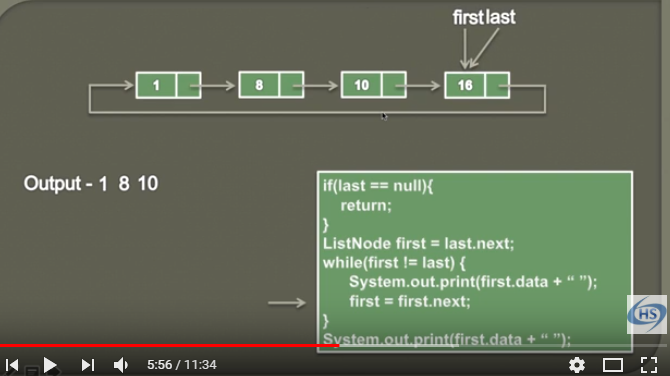 first last
1 8 10 16
Output - 1 8 10
if(last == null){
return;
}
ListNode first = last.next;
while(first != last) {
System.out.print(first.data + “ ”);
first = first.next;
}
System.out.print(first.data + “ ”);
HS
5:56 / 11:34